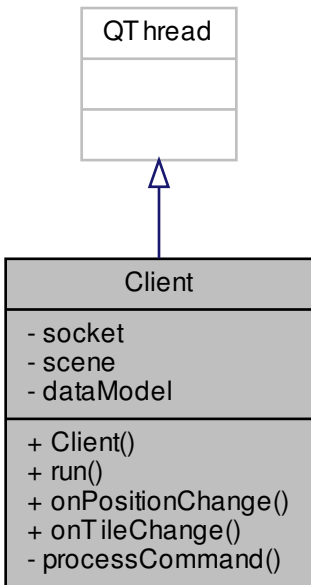 QThread
Client
- socket
- scene
- dataModel
+ Client()
+ run()
+ onPositionChange()
+ onTileChange()
- processCommand()